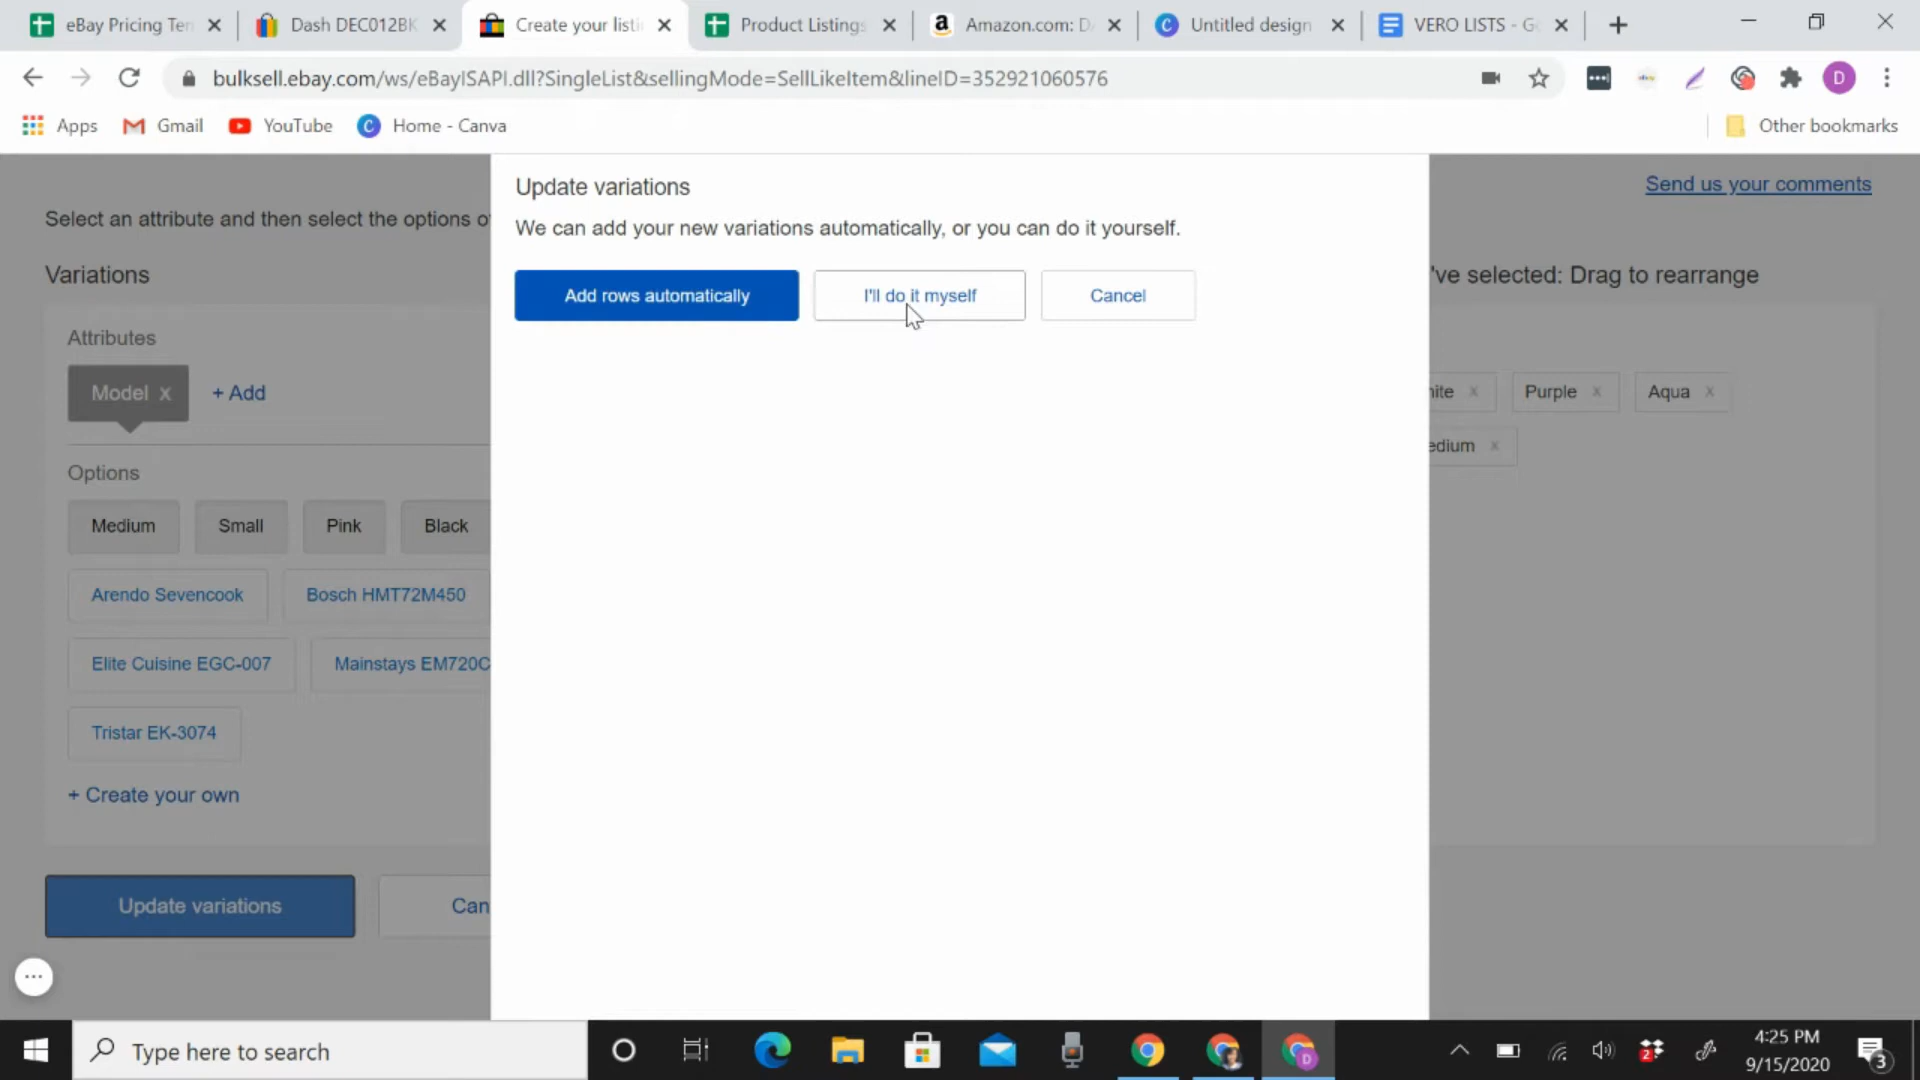 eBay Pricing Ten
Dash DEC012BK
Create your listi
Product Listings
Amazon.com: D
Untitled design
VERO LISTS - G
bulksell.ebay.com/ws/eBayISAPI.dll?SingleList&sellingMode=SellLikeItem&lineID=352921060576
D
Apps
Gmail
YouTube
Home - Canva
Other bookmarks
Send us your comments
Select an attribute and then select the options o
Update variations
We can add your new variations automatically, or you can do it yourself.
Add rows automatically
I'll do it myself
Cancel
Variations
've selected: Drag to rearrange
Attributes
Model x
+ Add
ite x
Purple x
Aqua x
edium x
Options
Medium
Small
Pink
Black
Arendo Sevencook
Bosch HMT72M450
Elite Cuisine EGC-007
Mainstays EM720C
Tristar EK-3074
+ Create your own
Update variations
Can
Type here to search
4:25 PM
9/15/2020
2
3